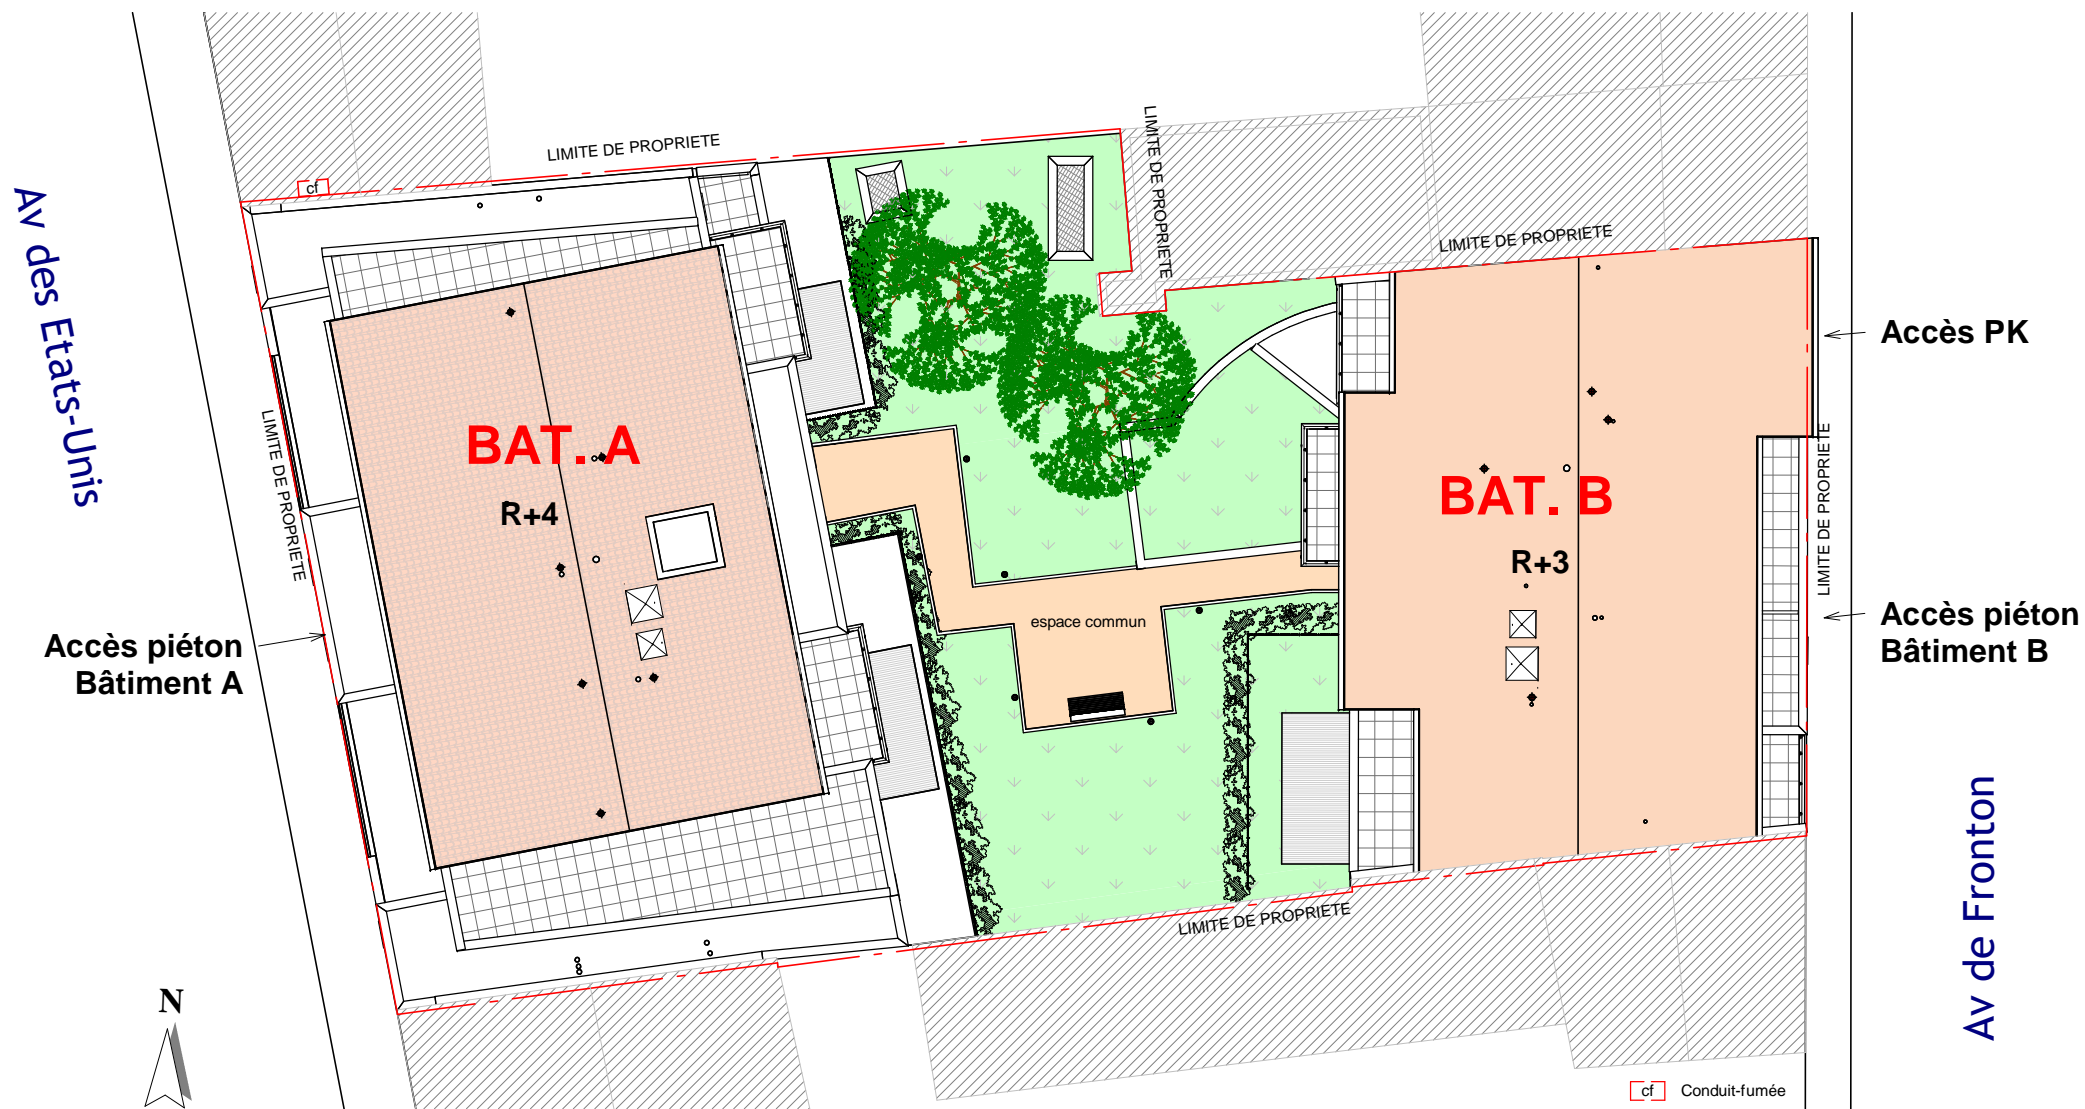 LIMITE DE PROPRIETE
LIMITE DE PROPRIETE
cf
Av des Etats-Unis
LIMITE DE PROPRIETE
Accès PK
BAT. A
R+4
LIMITE DE PROPRIETE
BAT. B
R+3
LIMITE DE PROPRIETE
espace commun
Accès piéton
Bâtiment A
Accès piéton
Bâtiment B
LIMITE DE PROPRIETE
Av de Fronton
N
cf Conduit-fumée